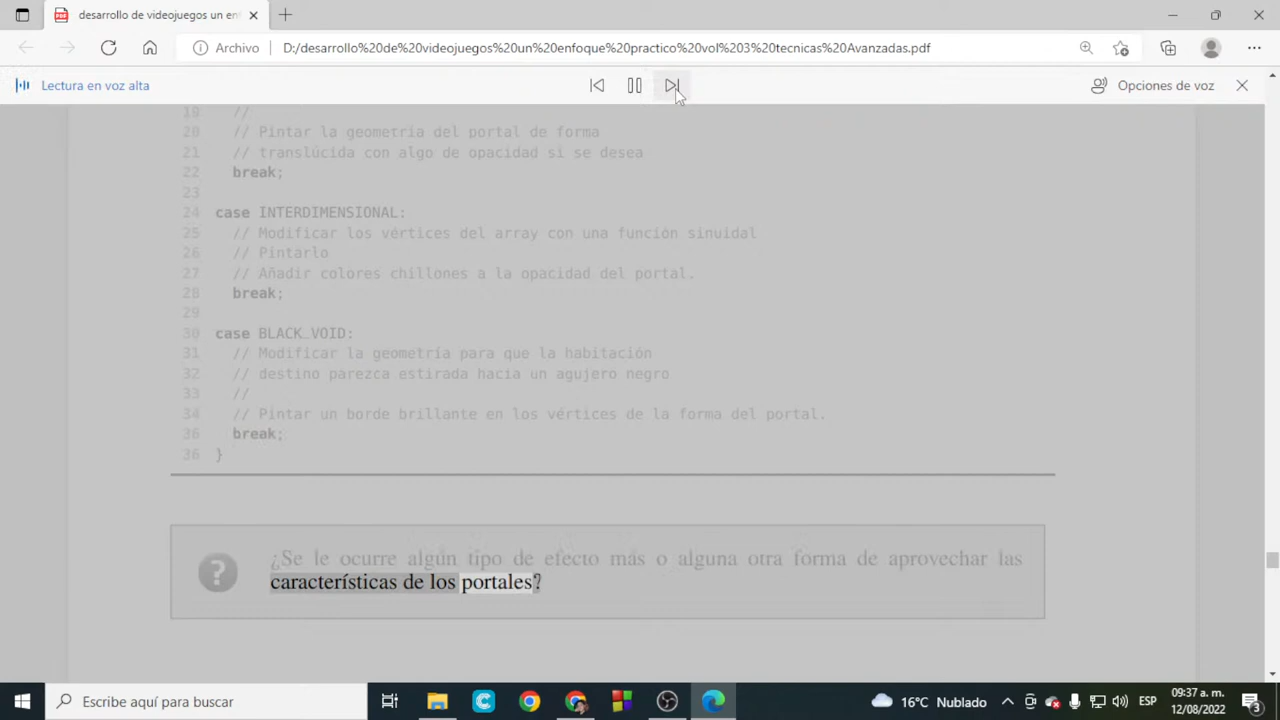 desarrollo de videojuegos un en
Archivo D:/desarrollo%20de%20videojuegos%20un%20enfoque%20practico%20vol%203%20tecnicas%20Avanzadas.pdf
Lectura en voz alta Opciones de voz
19 //
20 // Pintar la geometría del portal de forma
21 // translúcida con algo de opacidad si se desea
22 break;
23
24 case INTERDIMENSIONAL:
25 // Modificar los vértices del array con una función sinuidal
26 // Pintarlo
27 // Añadir colores chillones a la opacidad del portal.
28 break;
29
30 case BLACK_VOID:
31 // Modificar la geometría para que la habitación
32 // destino parezca estirada hacia un agujero negro
33 //
34 // Pintar un borde brillante en los vértices de la forma del portal.
36 break;
36 }
¿Se le ocurre algún tipo de efecto más o alguna otra forma de aprovechar las
características de los portales?
Escribe aquí para buscar 16°C Nublado ESP 09:37 a. m.
12/08/2022 3